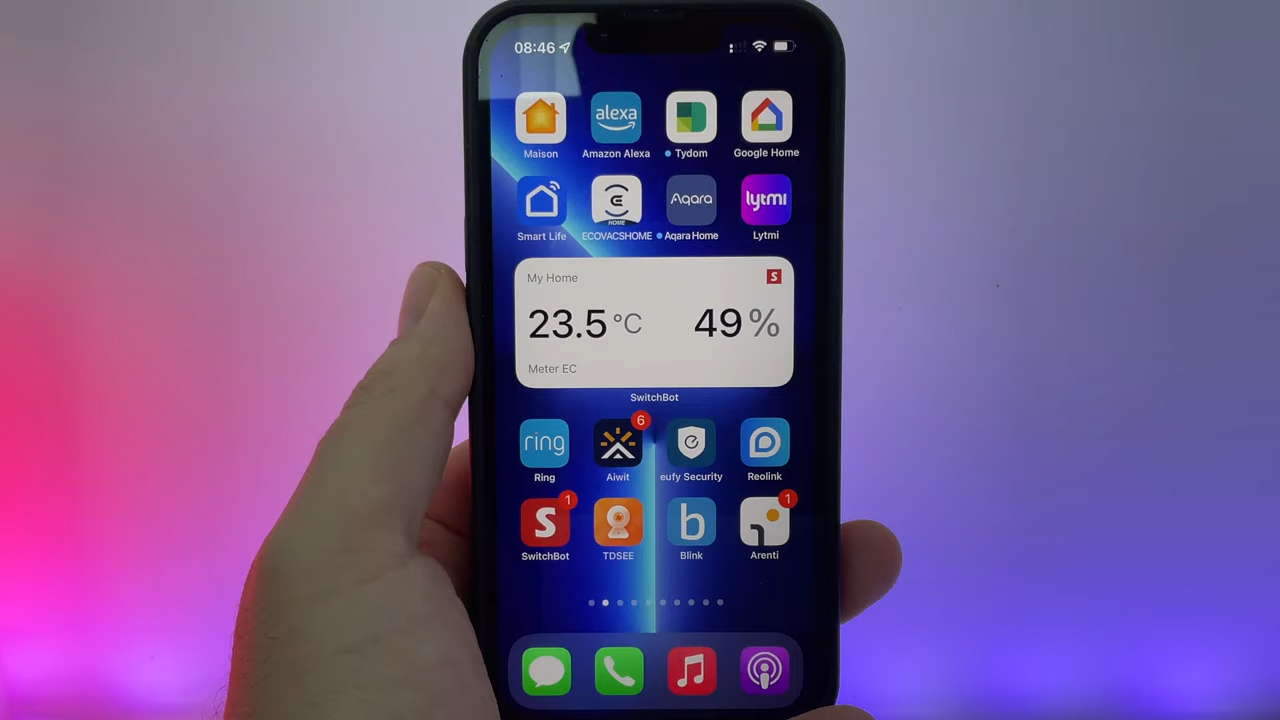 08:46
alexa
Maison Amazon Alexa Tydom Google Home
HOME Aqara lytmi
Smart Life ECOVACSHOME Aqara Home Lytmi
My Home S
23.5 °C 49 %
Meter EC
SwitchBot
6
ring e
Ring Aiwit eufy Security Reolink
1 1
S b
SwitchBot TDSEE Blink Arenti